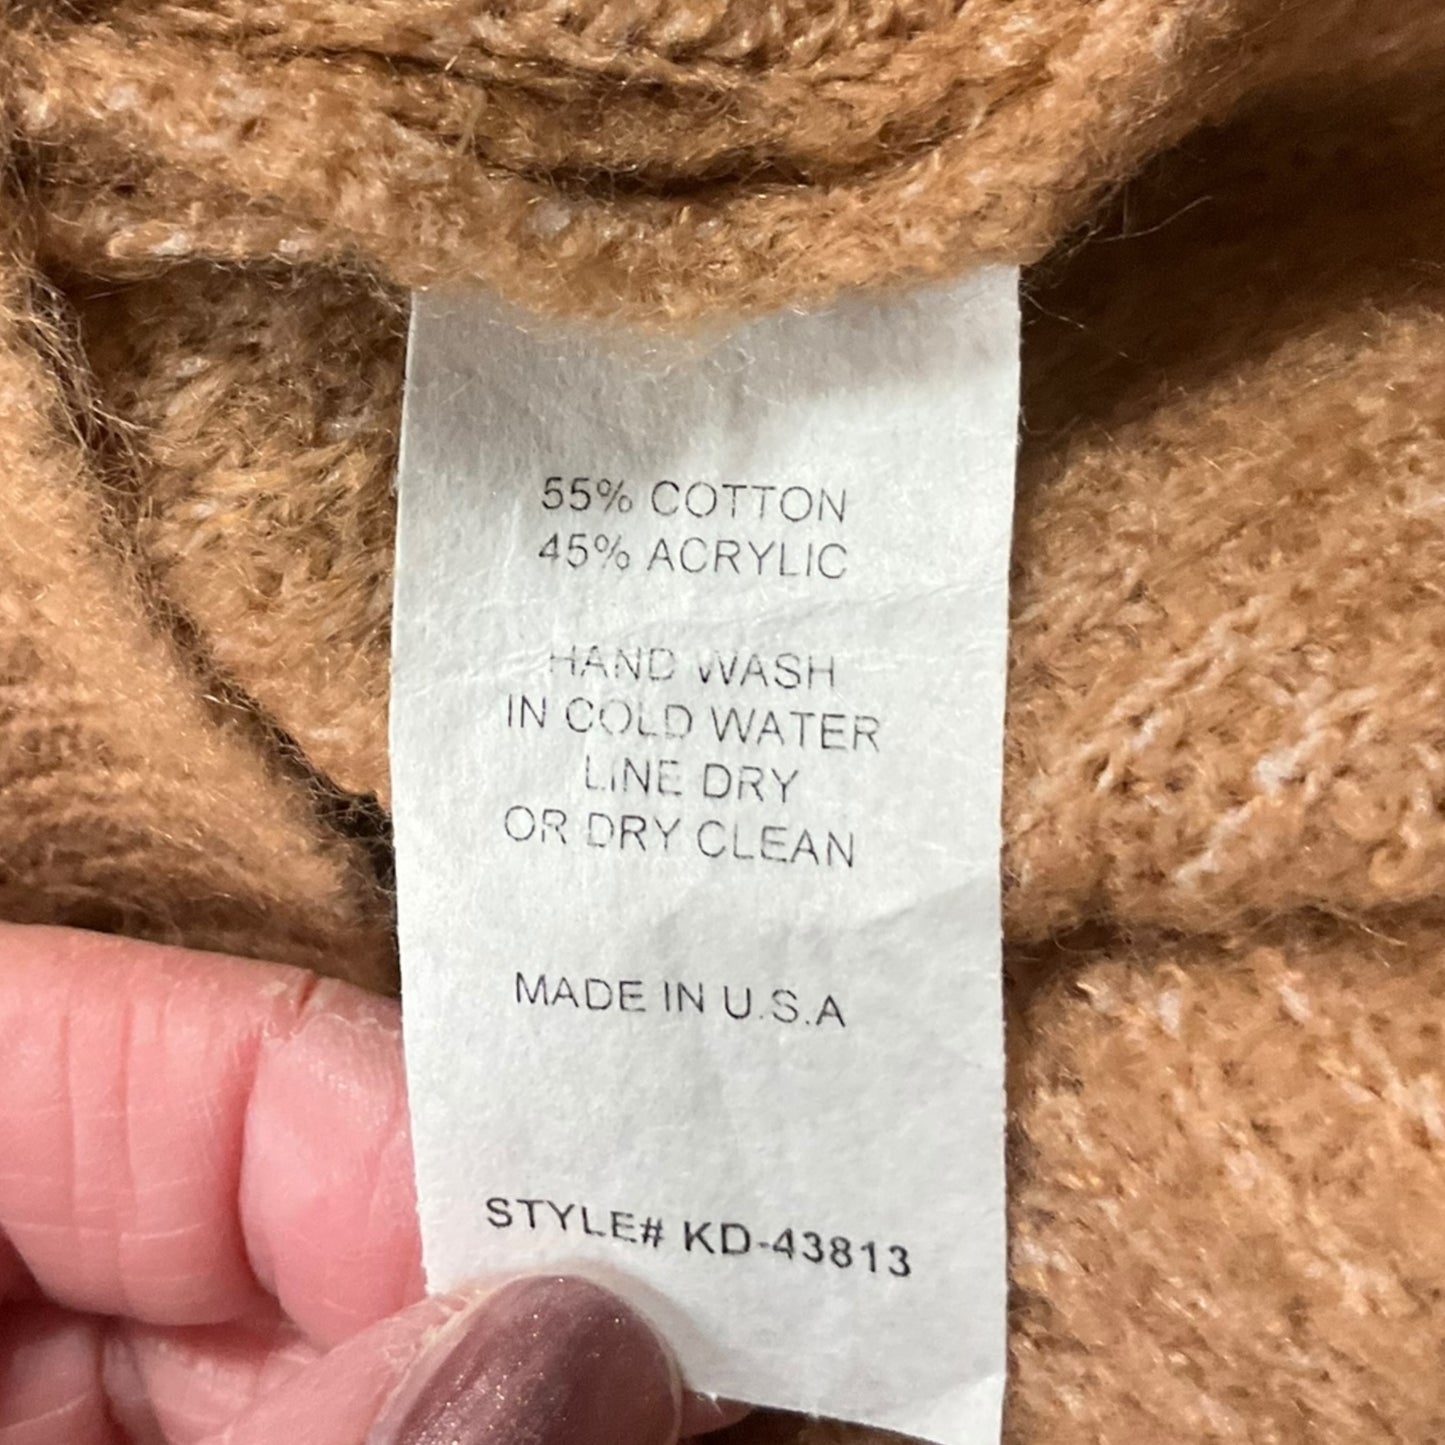 55% COTTON
45% ACRYLIC
HAND WASH
IN COLD WATER
LINE DRY
OR DRY CLEAN
MADE IN U.S.A
STYLE# KD-43813